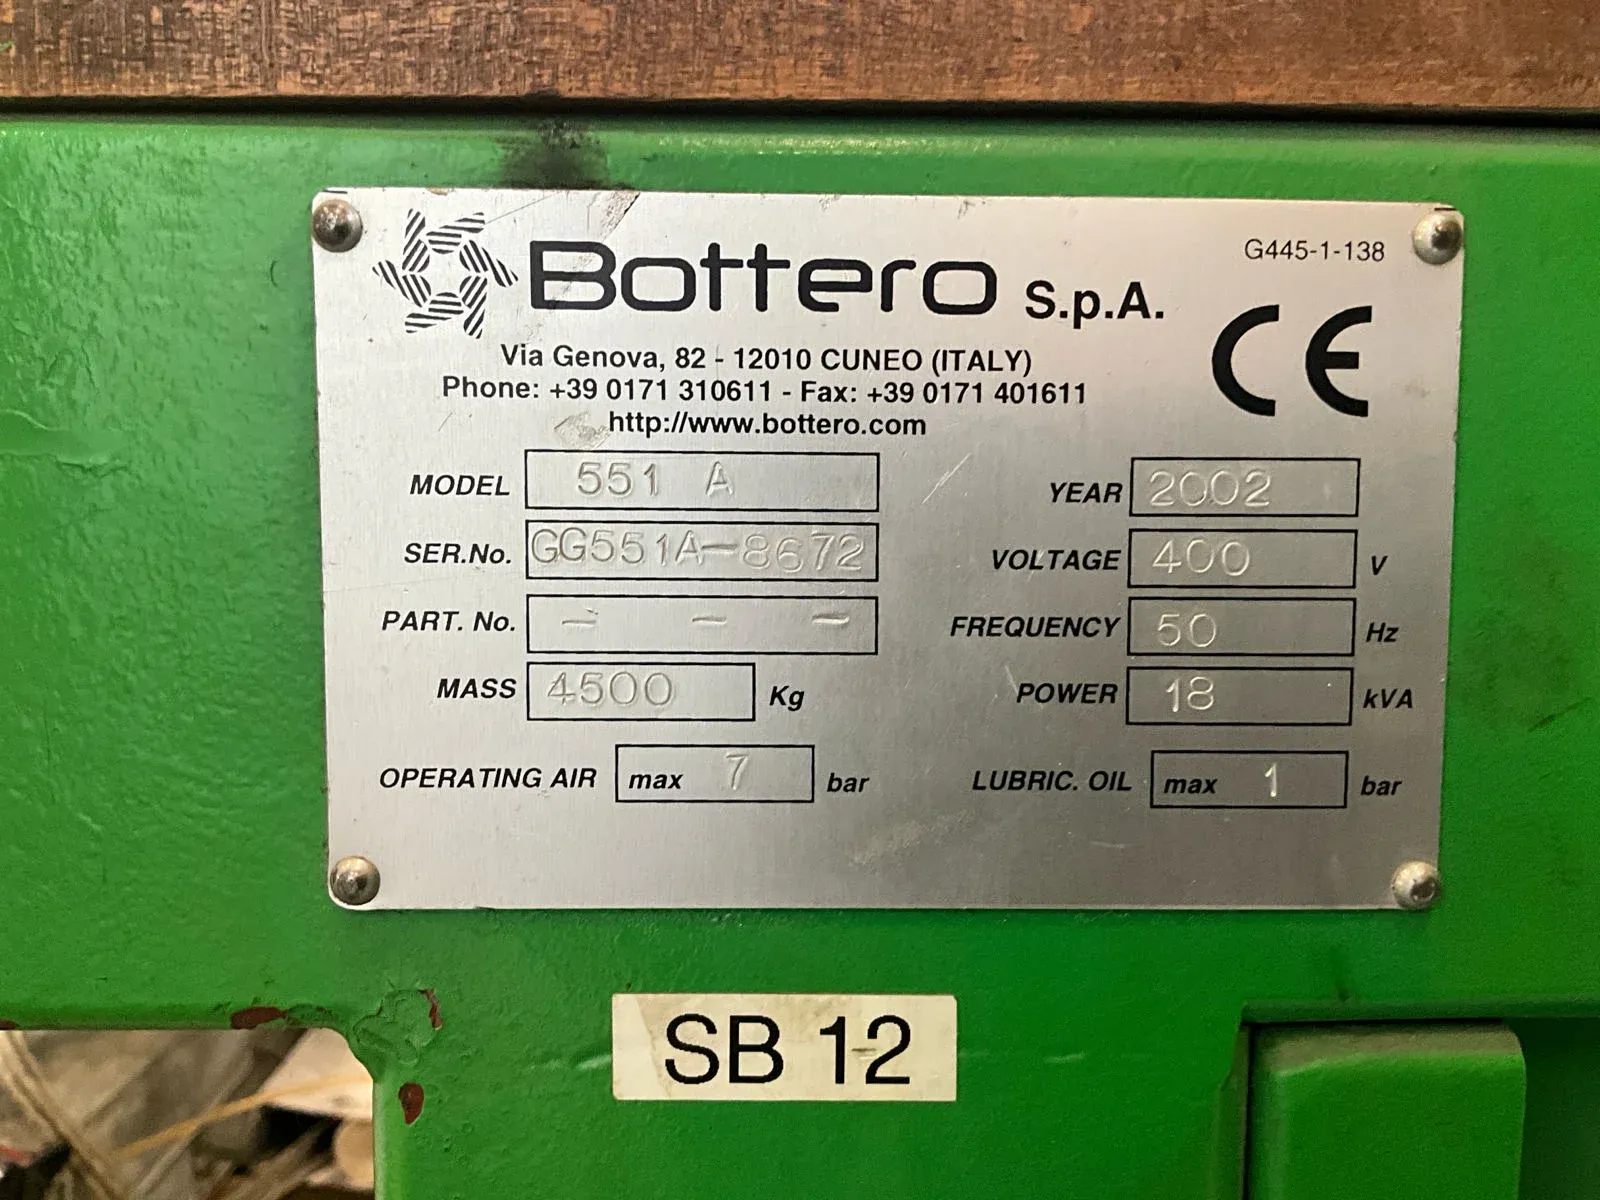 Bottero S.p.A.
G445-1-138
CE
Via Genova, 82 - 12010 CUNEO (ITALY)
Phone: +39 0171 310611 - Fax: +39 0171 401611
http://www.bottero.com
MODEL 551 A
YEAR 2002
SER.No. GG551A-8672
VOLTAGE 400 V
PART. No. - - -
FREQUENCY 50 Hz
MASS 4500 Kg
POWER 18 kVA
OPERATING AIR max 7 bar
LUBRIC. OIL max 1 bar
SB 12